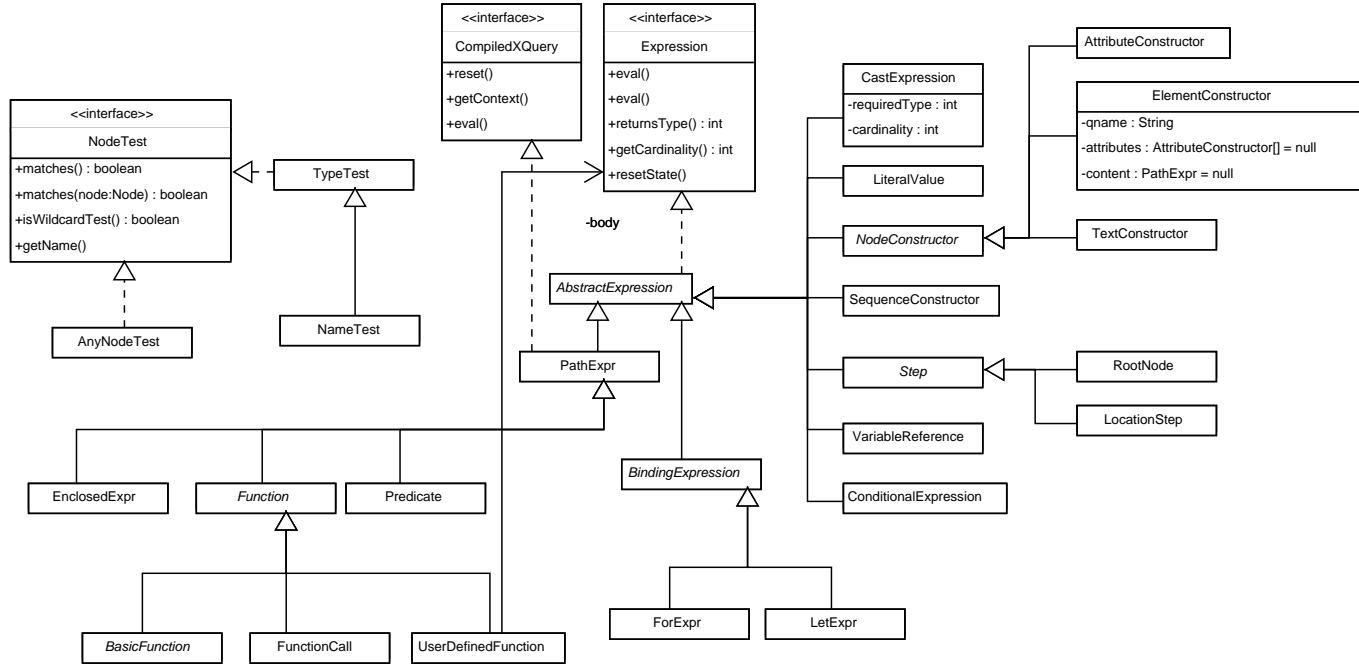 <<interface>>
NodeTest
+matches() : boolean
+matches(node:Node) : boolean
+isWildcardTest() : boolean
+getName()
TypeTest
AnyNodeTest
NameTest
<<interface>>
CompiledXQuery
+reset()
+getContext()
+eval()
<<interface>>
Expression
+eval()
+eval()
+returnsType() : int
+getCardinality() : int
+resetState()
-body
AbstractExpression
PathExpr
EnclosedExpr
Function
Predicate
BasicFunction
FunctionCall
UserDefinedFunction
BindingExpression
ForExpr
LetExpr
CastExpression
-requiredType : int
-cardinality : int
LiteralValue
NodeConstructor
SequenceConstructor
Step
VariableReference
ConditionalExpression
AttributeConstructor
ElementConstructor
-qname : String
-attributes : AttributeConstructor[] = null
-content : PathExpr = null
TextConstructor
RootNode
LocationStep